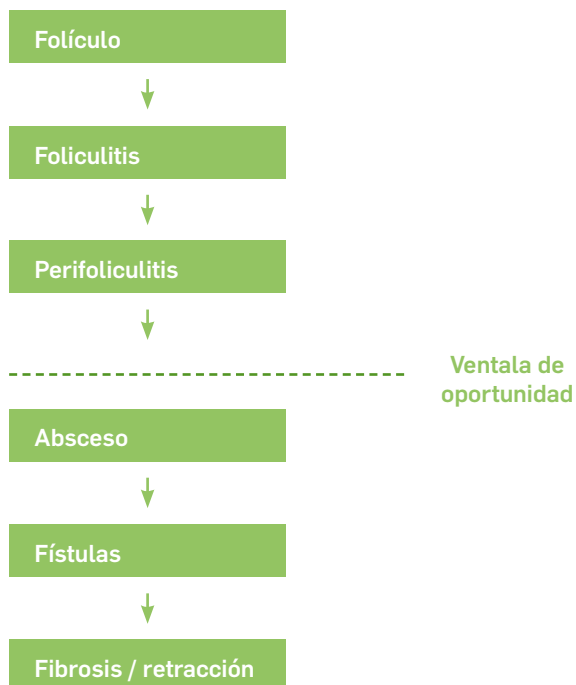 Folículo
Foliculitis
Perifoliculitis
Ventala de
oportunidad
Absceso
Fístulas
Fibrosis / retracción